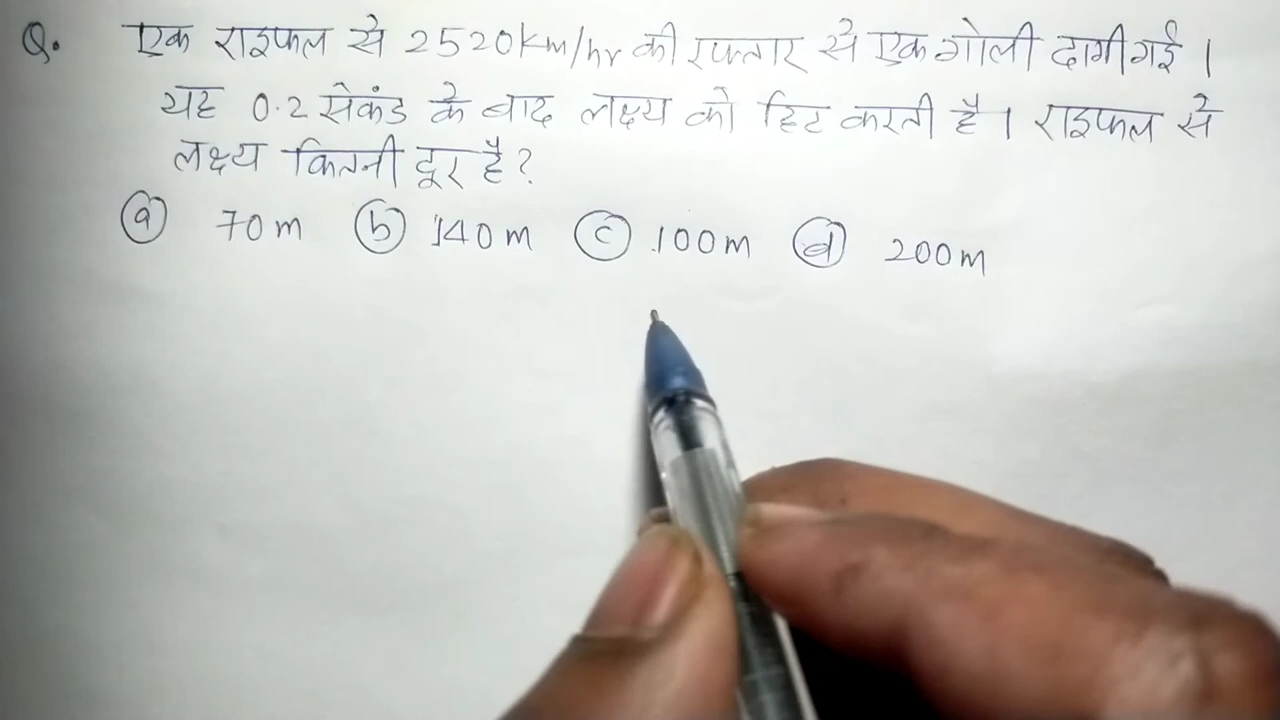 Q. एक राइफल से 2520km/hr की रफ्तार से एक गोली दागी गई।
यह 0.2 सेकंड के बाद लक्ष्य को हिट करती है। राइफल से
लक्ष्य कितनी दूर है?
(a) 70m (b) 140m (c) 100m (d) 200m